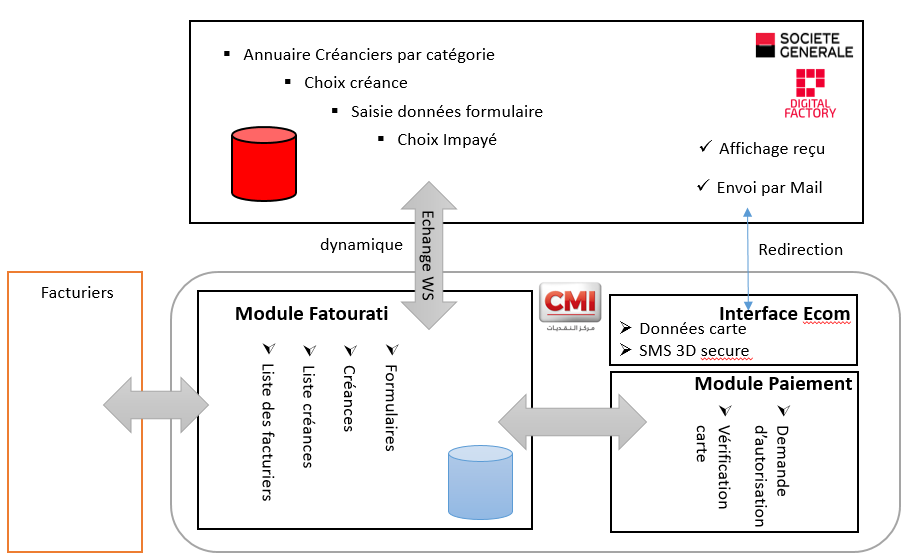 Annuaire Créanciers par catégorie
Choix créance
Saisie données formulaire
Choix Impayé
SOCIETE
GENERALE
DIGITAL
FACTORY
Affichage reçu
Envoi par Mail
dynamique
Echange WS
Redirection
Facturiers
Module Fatourati
Liste des facturiers
Liste créances
Créances
Formulaires
CMI
مركز النقديات
Interface Ecom
Données carte
SMS 3D secure
Module Paiement
Vérification
carte
Demande
d'autorisation